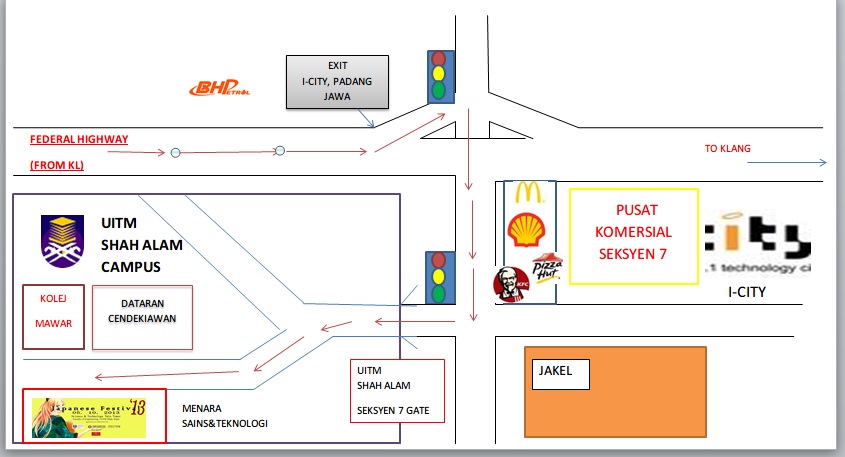 EXIT
I-CITY, PADANG
JAWA
BHPETROL
FEDERAL HIGHWAY
(FROM KL)
TO KLANG
UITM
SHAH ALAM
CAMPUS
KOLEJ
MAWAR
DATARAN
CENDEKIAWAN
Pizza
Hut
KFC
PUSAT
KOMERSIAL
SEKSYEN 7
city
technology ci
I-CITY
UITM
SHAH ALAM
SEKSYEN 7 GATE
JAKEL
Japanese Festiv
'13
MENARA
SAINS&TEKNOLOGI